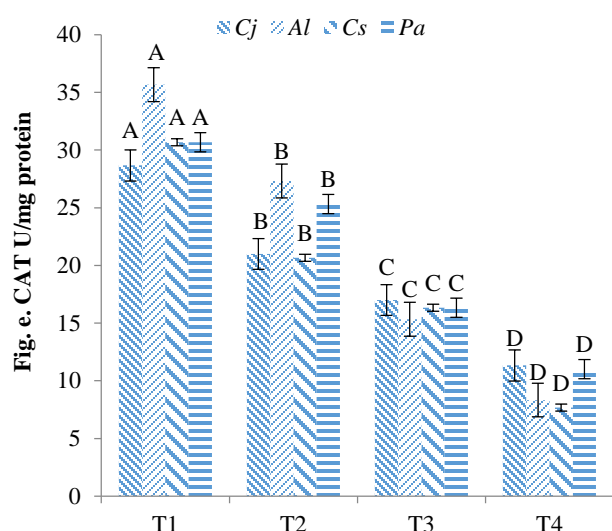 Cj Al Cs Pa
Fig. e. CAT U/mg protein
40
35
30
25
20
15
10
5
0
A A A A
B B B B
C C C C
D D D D
T1 T2 T3 T4